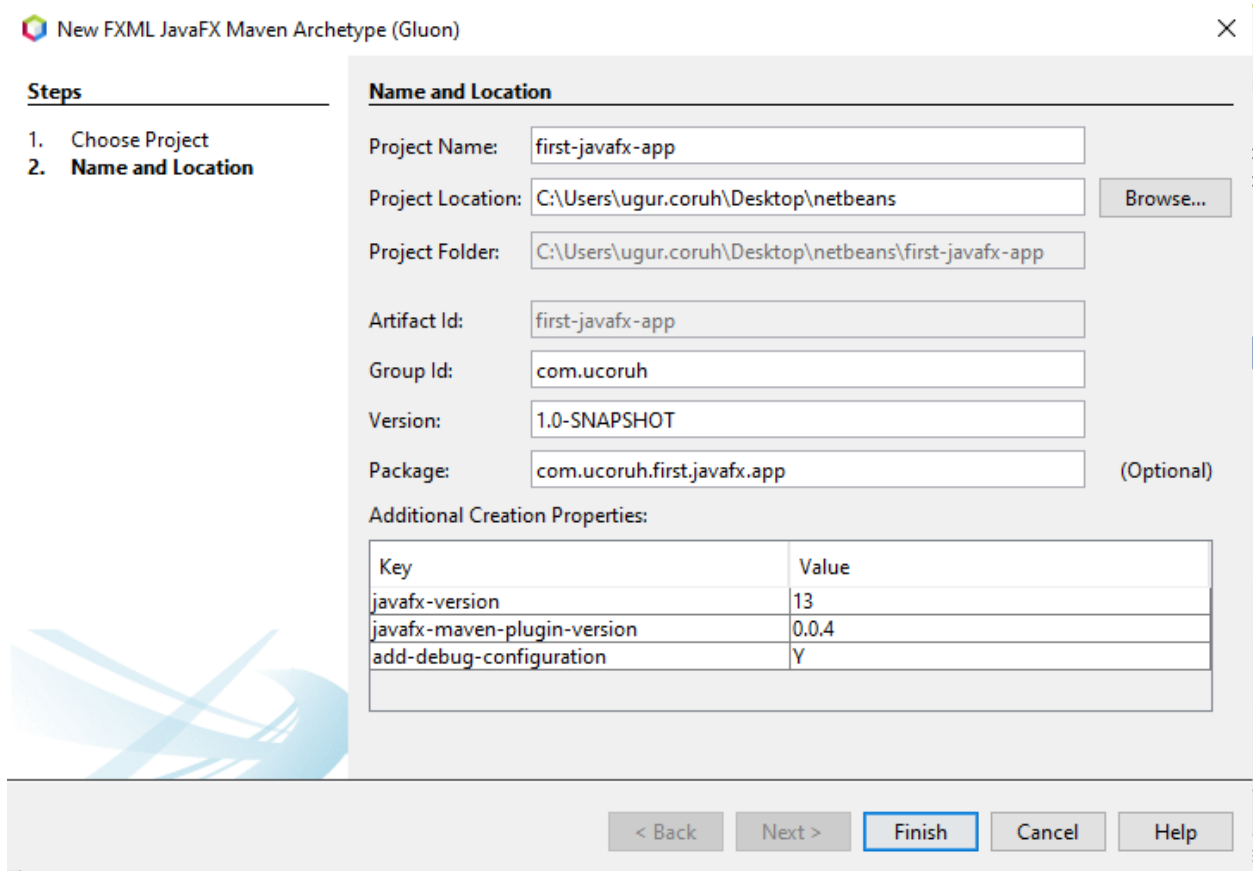 New FXML JavaFX Maven Archetype (Gluon)
Steps
1. Choose Project
2. Name and Location
Name and Location
Project Name: first-javafx-app
Project Location: C:\Users\ugur.coruh\Desktop\netbeans Browse...
Project Folder: C:\Users\ugur.coruh\Desktop\netbeans\first-javafx-app
Artifact Id: first-javafx-app
Group Id: com.ucoruh
Version: 1.0-SNAPSHOT
Package: com.ucoruh.first.javafx.app (Optional)
Additional Creation Properties:
Key Value
javafx-version 13
javafx-maven-plugin-version 0.0.4
add-debug-configuration Y
< Back Next > Finish Cancel Help